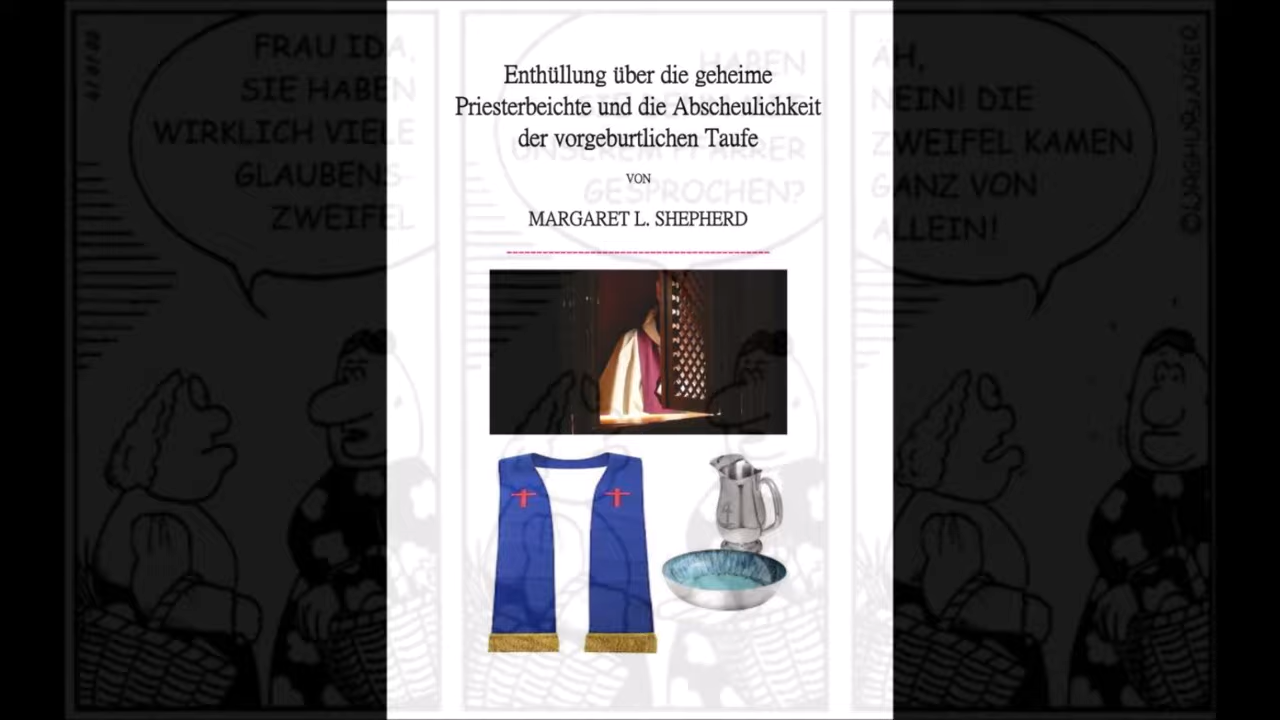 Enthüllung über die geheime
Priesterbeichte und die Abscheulichkeit
der vorgeburtlichen Taufe
VON
MARGARET L. SHEPHERD
FRAU IDA,
SIE HABEN
WIRKLICH VIELE
GLAUBENS-
ZWEIFEL
HABEN
UNSEREM PFARRER
GESPROCHEN?
ÄH,
NEIN! DIE
ZWEIFEL KAMEN
GANZ VON
ALLEIN!